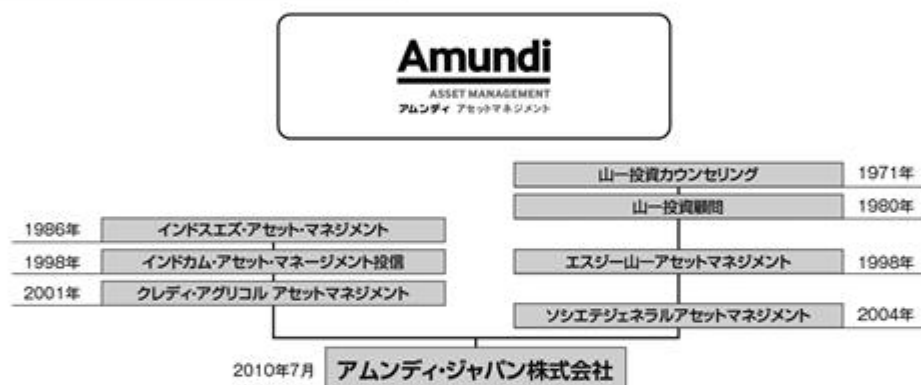 Amundi
ASSET MANAGEMENT
アムンディ アセットマネジメント
山一投資カウンセリング 1971年
山一投資顧問 1980年
1986年 インドスエズ・アセット・マネジメント
1998年 インドカム・アセット・マネージメント投信 エスジー山一アセットマネジメント 1998年
2001年 クレディ・アグリコル アセットマネジメント
ソシエテジェネラルアセットマネジメント 2004年
2010年7月 アムンディ・ジャパン株式会社